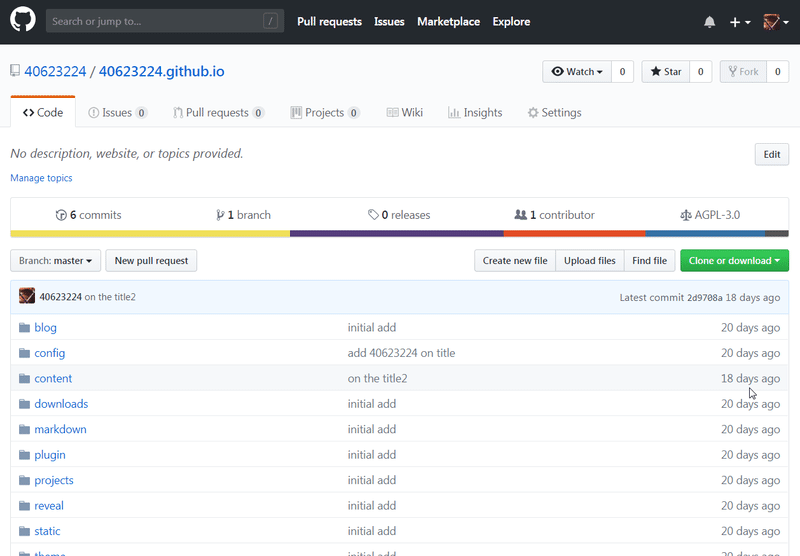 Search or jump to... /
Pull requests Issues Marketplace Explore
40623224 / 40623224.github.io
Watch 0 Star 0 Fork 0
Code Issues 0 Pull requests 0 Projects 0 Wiki Insights Settings
No description, website, or topics provided. Edit
Manage topics
6 commits 1 branch 0 releases 1 contributor AGPL-3.0
Branch: master New pull request Create new file Upload files Find file Clone or download
40623224 on the title2 Latest commit 2d9708a 18 days ago
blog initial add 20 days ago
config add 40623224 on title 20 days ago
content on the title2 18 days ago
downloads initial add 20 days ago
markdown initial add 20 days ago
plugin initial add 20 days ago
projects initial add 20 days ago
reveal initial add 20 days ago
static initial add 20 days ago
theme initial add 20 days ago